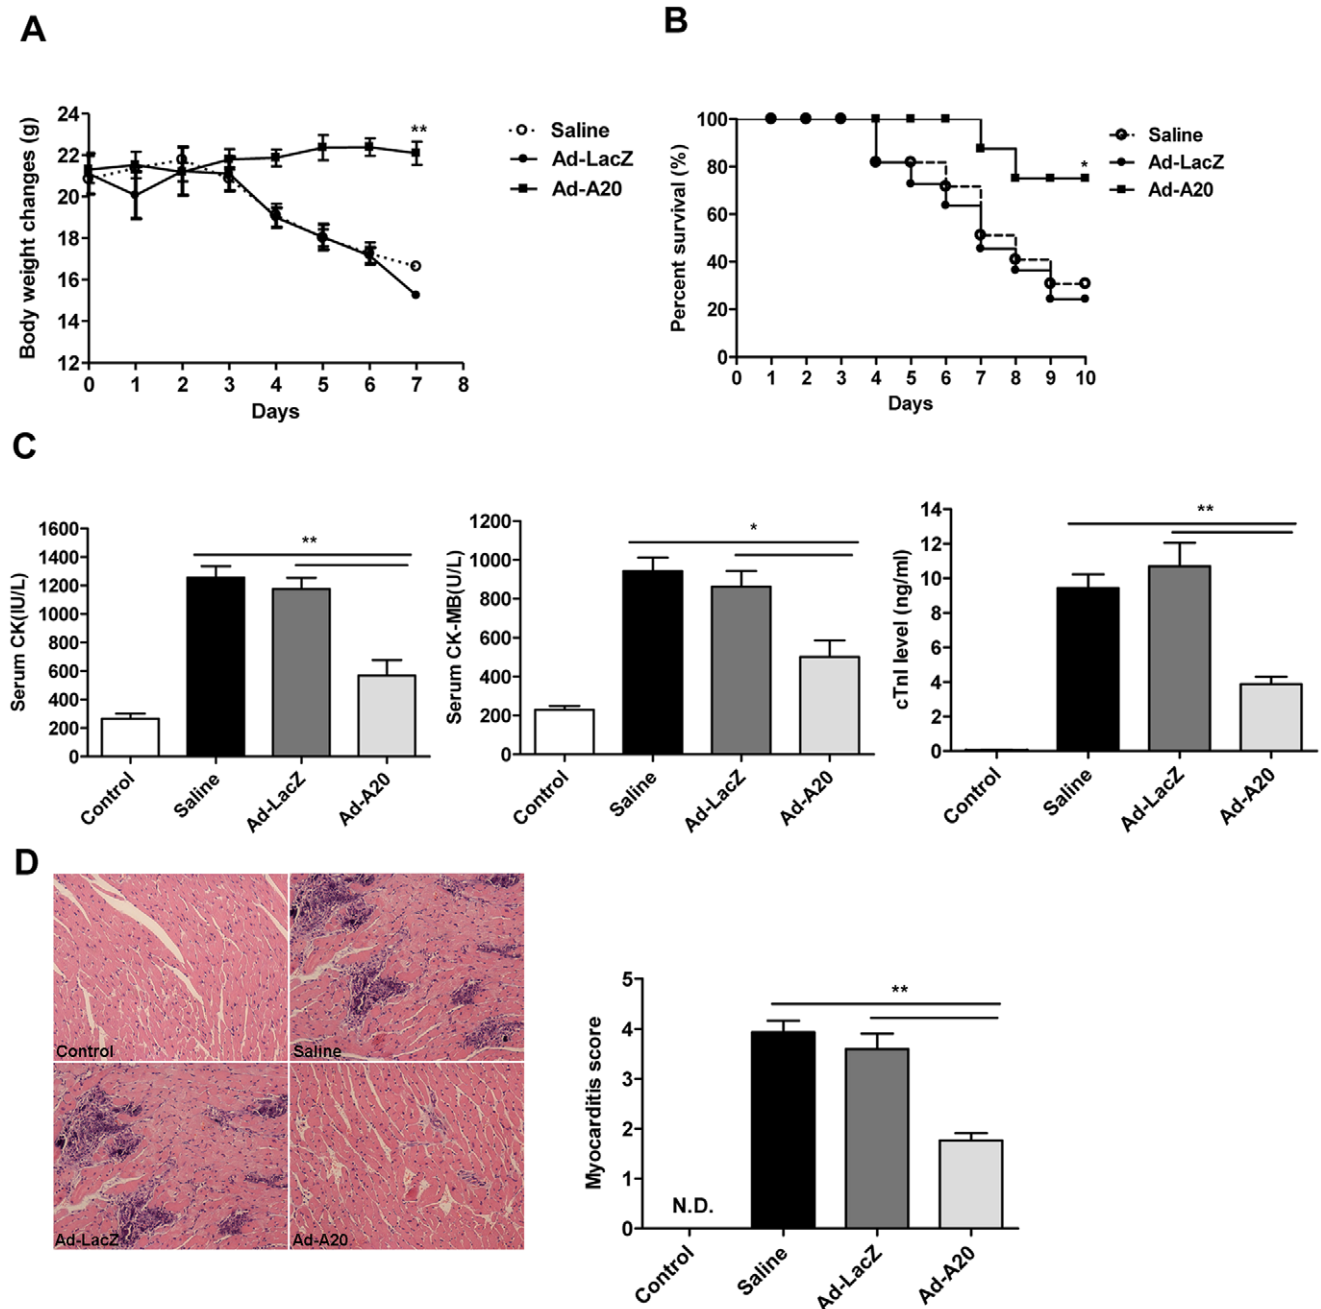 A
B
24
22
20
18
16
14
12
0 1 2 3 4 5 6 7 8
Body weight changes (g)
Days
**
Saline
Ad-LacZ
Ad-A20
100
80
60
40
20
0
0 1 2 3 4 5 6 7 8 9 10
Percent survival (%)
Days
*
Saline
Ad-LacZ
Ad-A20
C
1600
1400
1200
1000
800
600
400
200
0
Serum CK(IU/L)
**
Control Saline Ad-LacZ Ad-A20
1200
1000
800
600
400
200
0
Serum CK-MB(U/L)
*
Control Saline Ad-LacZ Ad-A20
14
12
10
8
6
4
2
0
cTnI level (ng/ml)
**
Control Saline Ad-LacZ Ad-A20
D
Control
Saline
Ad-LacZ
Ad-A20
5
4
3
2
1
0
Myocarditis score
**
N.D.
Control Saline Ad-LacZ Ad-A20